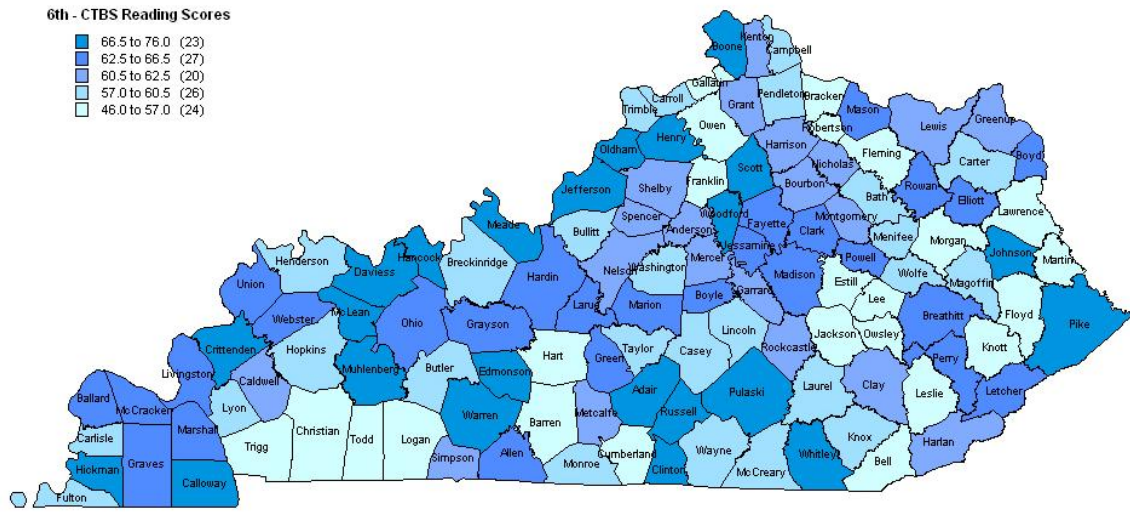 6th - CTBS Reading Scores
66.5 to 76.0 (23)
62.5 to 66.5 (27)
60.5 to 62.5 (20)
57.0 to 60.5 (26)
46.0 to 57.0 (24)
Boone
Kenton
Campbell
Gallatin
Carroll
Trimble
Grant
Pendleton
Bracken
Mason
Robertson
Lewis
Greenup
Owen
Henry
Oldham
Harrison
Nicholas
Fleming
Carter
Boyd
Scott
Franklin
Shelby
Jefferson
Bourbon
Bath
Rowan
Elliott
Lawrence
Woodford
Fayette
Montgomery
Spencer
Anderson
Bullitt
Meade
Clark
Menifee
Morgan
Jessamine
Johnson
Martin
Powell
Mercer
Washington
Nelson
Hancock
Breckinridge
Henderson
Daviess
Hardin
Madison
Wolfe
Magoffin
Estill
Union
Larue
Marion
Boyle
Garrard
Lee
Floyd
Pike
McLean
Webster
Ohio
Grayson
Breathitt
Lincoln
Jackson
Owsley
Knott
Crittenden
Hopkins
Hart
Green
Taylor
Casey
Rockcastle
Perry
Livingston
Muhlenberg
Butler
Edmonson
Caldwell
Adair
Pulaski
Laurel
Clay
Leslie
Letcher
Ballard
McCracken
Lyon
Warren
Metcalfe
Russell
Marshall
Barren
Carlisle
Trigg
Christian
Todd
Logan
Knox
Harlan
Graves
Simpson
Allen
Monroe
Cumberland
Clinton
Wayne
McCreary
Whitley
Bell
Hickman
Calloway
Fulton